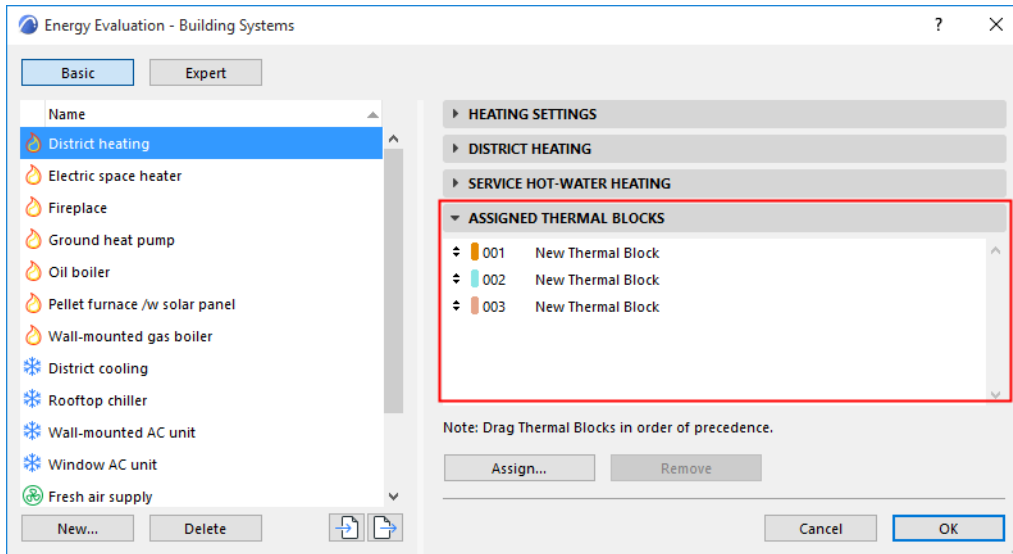 Energy Evaluation - Building Systems
?
Basic
Expert
Name
District heating
Electric space heater
Fireplace
Ground heat pump
Oil boiler
Pellet furnace /w solar panel
Wall-mounted gas boiler
District cooling
Rooftop chiller
Wall-mounted AC unit
Window AC unit
Fresh air supply
New...
Delete
HEATING SETTINGS
DISTRICT HEATING
SERVICE HOT-WATER HEATING
ASSIGNED THERMAL BLOCKS
001 New Thermal Block
002 New Thermal Block
003 New Thermal Block
Note: Drag Thermal Blocks in order of precedence.
Assign...
Remove
Cancel
OK